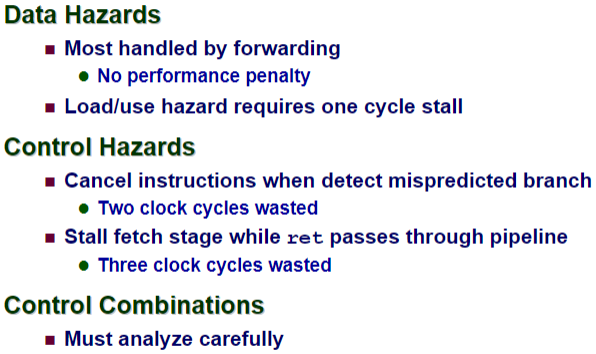 Data Hazards
Most handled by forwarding
No performance penalty
Load/use hazard requires one cycle stall
Control Hazards
Cancel instructions when detect mispredicted branch
Two clock cycles wasted
Stall fetch stage while ret passes through pipeline
Three clock cycles wasted
Control Combinations
Must analyze carefully